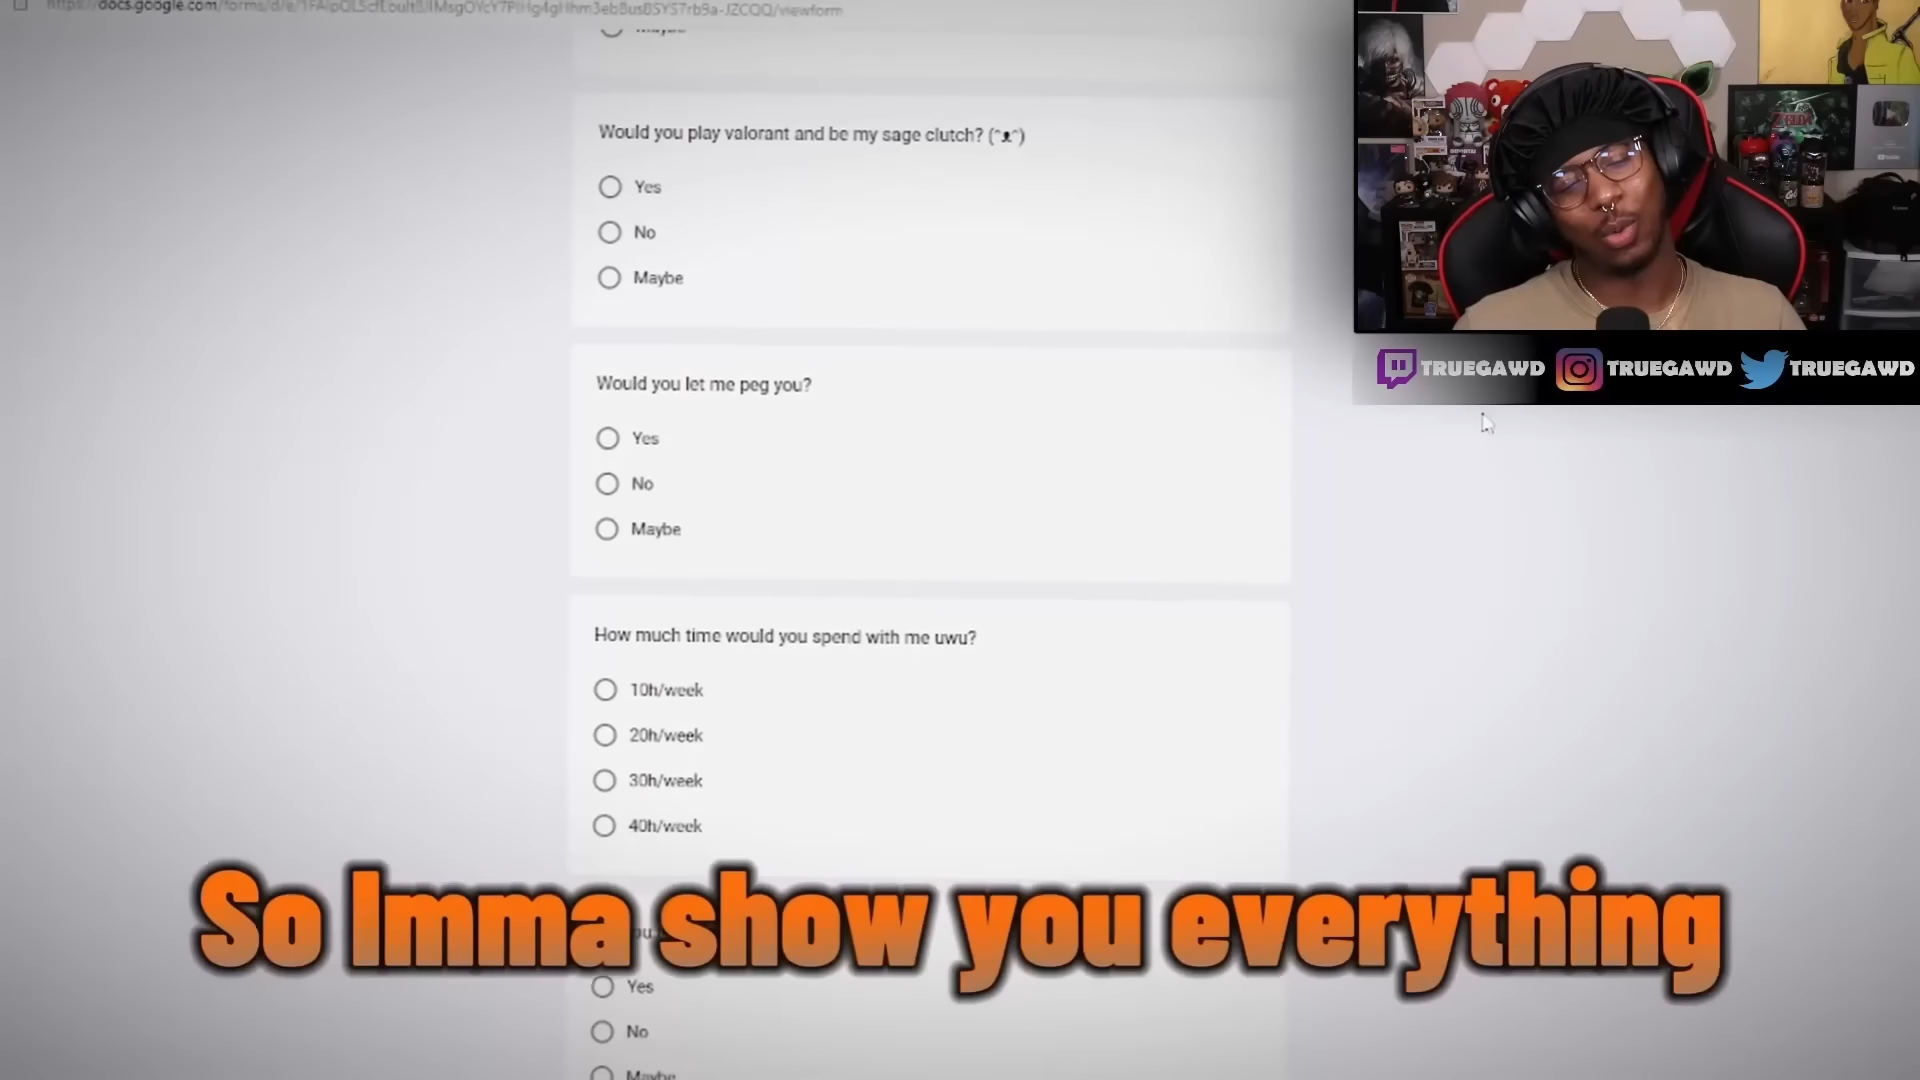 Would you play valorant and be my sage clutch? (ᵔᴥᵔ)
Yes
No
Maybe
TRUEGAWD TRUEGAWD TRUEGAWD
Would you let me peg you?
Yes
No
Maybe
How much time would you spend with me uwu?
10h/week
20h/week
30h/week
40h/week
So Imma show you everything
Yes
No
Maybe